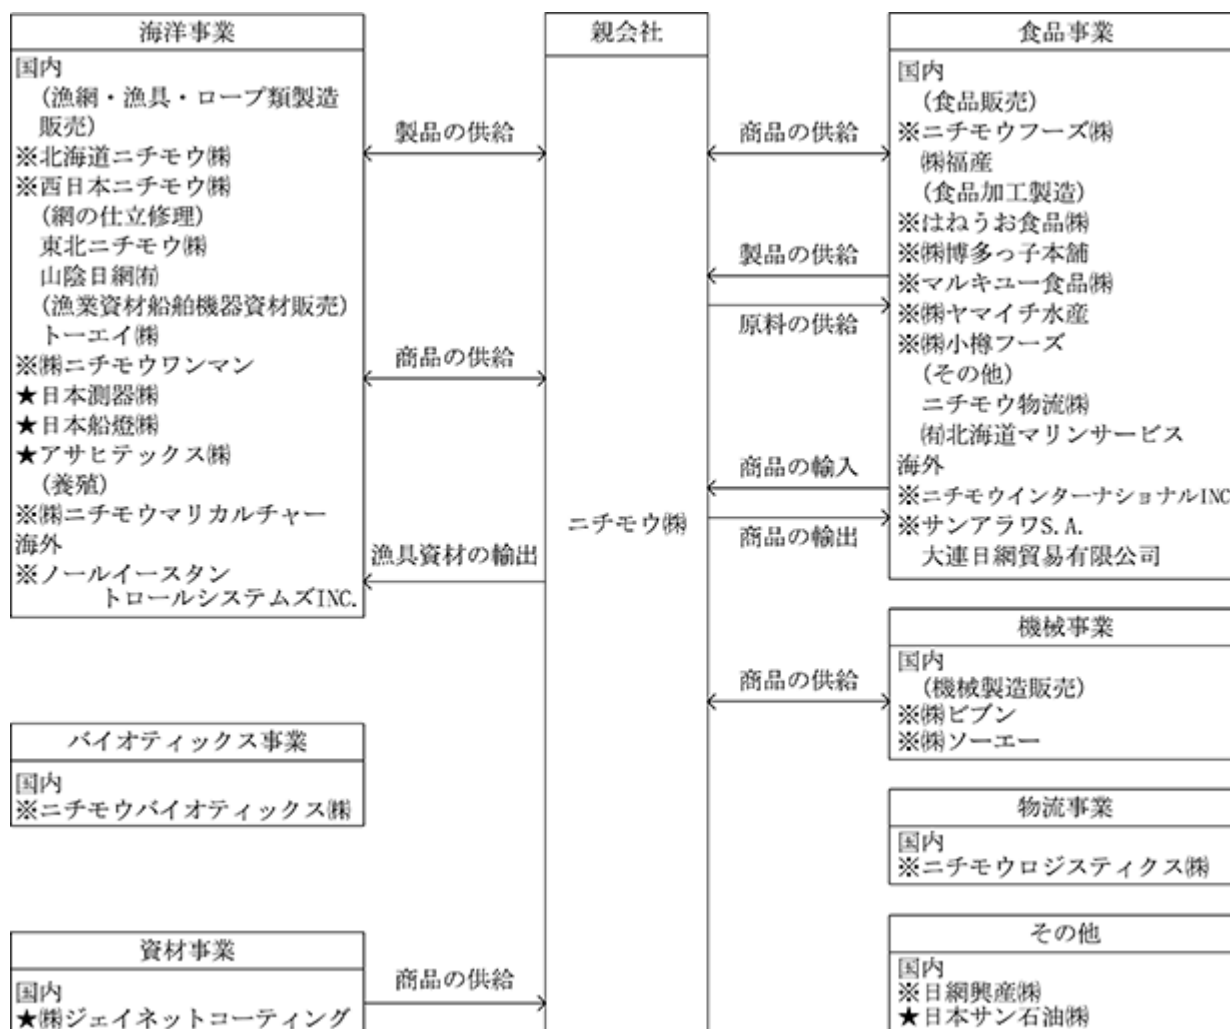 海洋事業
国内
(漁網・漁具・ロープ類製造
販売)
※北海道ニチモウ㈱
※西日本ニチモウ㈱
(網の仕立修理)
東北ニチモウ㈱
山陰日網㈲
(漁業資材船舶機器資材販売)
トーエイ㈱
※㈱ニチモウワンマン
★日本測器㈱
★日本船燈㈱
★アサヒテックス㈱
(養殖)
※㈱ニチモウマリカルチャー
海外
※ノールイースタン
トロールシステムズINC.
バイオティックス事業
国内
※ニチモウバイオティックス㈱
資材事業
国内
★㈱ジェイネットコーティング
製品の供給
商品の供給
漁具資材の輸出
商品の供給
親会社
ニチモウ㈱
商品の供給
製品の供給
原料の供給
商品の輸入
商品の輸出
商品の供給
食品事業
国内
(食品販売)
※ニチモウフーズ㈱
㈱福産
(食品加工製造)
※はねうお食品㈱
※㈱博多っ子本舗
※マルキユー食品㈱
※㈱ヤマイチ水産
※㈱小樽フーズ
(その他)
ニチモウ物流㈱
㈲北海道マリンサービス
海外
※ニチモウインターナショナルINC
※サンアラワS.A.
大連日網貿易有限公司
機械事業
国内
(機械製造販売)
※㈱ビブン
※㈱ソーエー
物流事業
国内
※ニチモウロジスティクス㈱
その他
国内
※日網興産㈱
★日本サン石油㈱